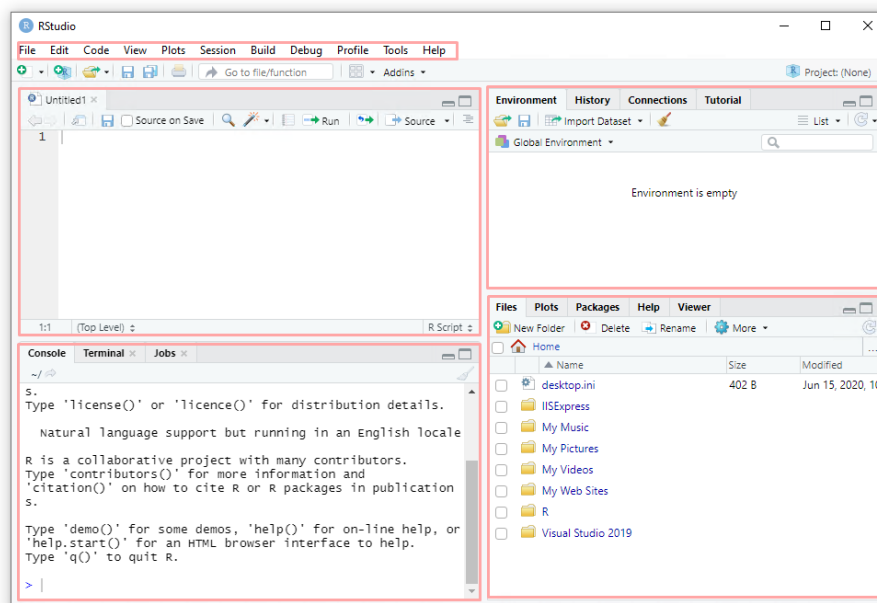 RStudio
File Edit Code View Plots Session Build Debug Profile Tools Help
Go to file/function Addins Project: (None)
Untitled1
Source on Save Run Source
1
1:1 (Top Level) R Script
Console Terminal Jobs
~/
s.
Type 'license()' or 'licence()' for distribution details.
Natural language support but running in an English locale
R is a collaborative project with many contributors.
Type 'contributors()' for more information and
'citation()' on how to cite R or R packages in publication
s.
Type 'demo()' for some demos, 'help()' for on-line help, or
'help.start()' for an HTML browser interface to help.
Type 'q()' to quit R.
>
Environment History Connections Tutorial
Import Dataset List
Global Environment
Environment is empty
Files Plots Packages Help Viewer
New Folder Delete Rename More
Home ...
Name Size Modified
desktop.ini 402 B Jun 15, 2020, 10
IISExpress
My Music
My Pictures
My Videos
My Web Sites
R
Visual Studio 2019